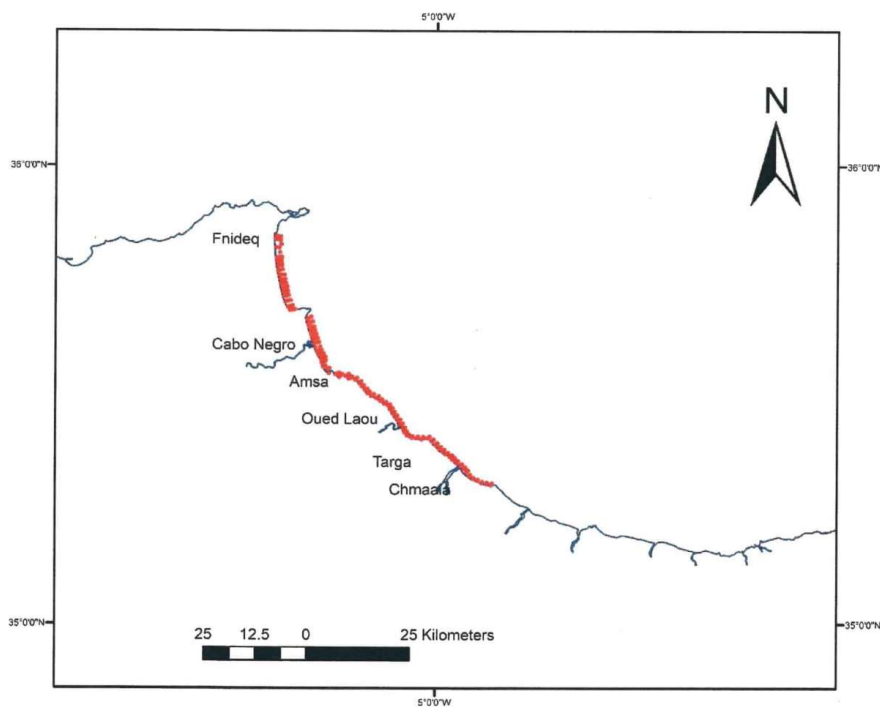 5°0'0"W
N
36°0'0"N
36°0'0"N
Fnideq
Cabo Negro
Amsa
Oued Laou
Targa
Chmaala
35°0'0"N
35°0'0"N
25 12.5 0 25 Kilometers
5°0'0"W